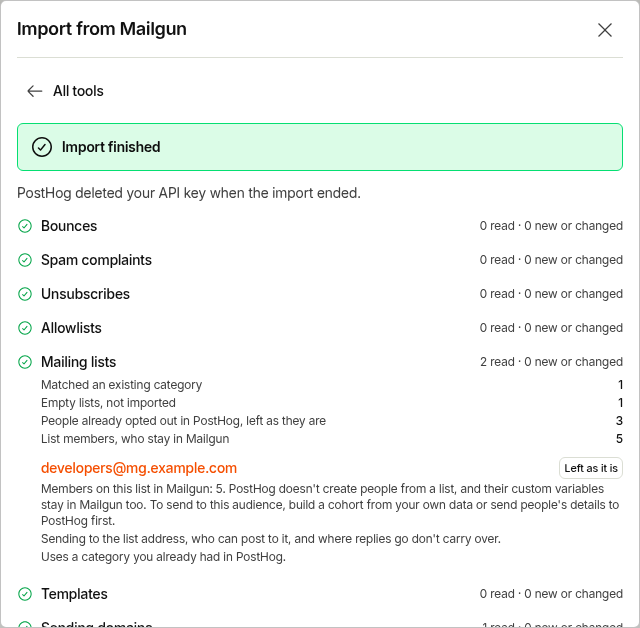 Import from Mailgun
All tools
Import finished
PostHog deleted your API key when the import ended.
Bounces 0 read · 0 new or changed
Spam complaints 0 read · 0 new or changed
Unsubscribes 0 read · 0 new or changed
Allowlists 0 read · 0 new or changed
Mailing lists 2 read · 0 new or changed
Matched an existing category 1
Empty lists, not imported 1
People already opted out in PostHog, left as they are 3
List members, who stay in Mailgun 5
developers@mg.example.com Left as it is
Members on this list in Mailgun: 5. PostHog doesn't create people from a list, and their custom variables
stay in Mailgun too. To send to this audience, build a cohort from your own data or send people's details to
PostHog first.
Sending to the list address, who can post to it, and where replies go don't carry over.
Uses a category you already had in PostHog.
Templates 0 read · 0 new or changed
Sending domains 1 read · 0 new or changed